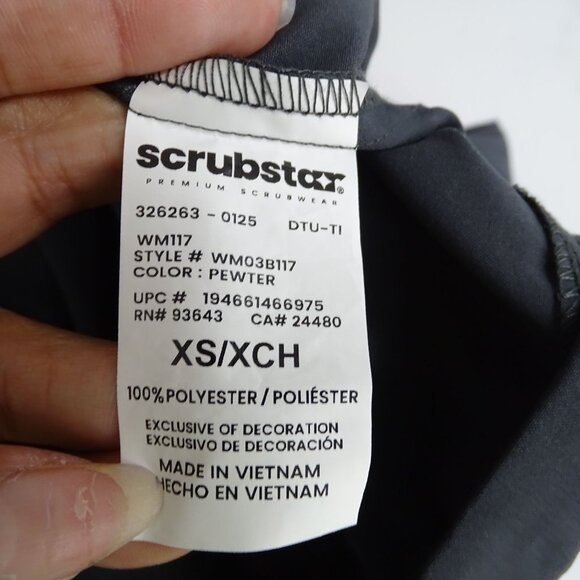 scrubstar®
PREMIUM SCRUBWEAR
326263 - 0125 DTU-TI
WM117
STYLE # WM03B117
COLOR : PEWTER
UPC # 194661466975
RN# 93643 CA# 24480
XS/XCH
100% POLYESTER / POLIÉSTER
EXCLUSIVE OF DECORATION
EXCLUSIVO DE DECORACIÓN
MADE IN VIETNAM
HECHO EN VIETNAM